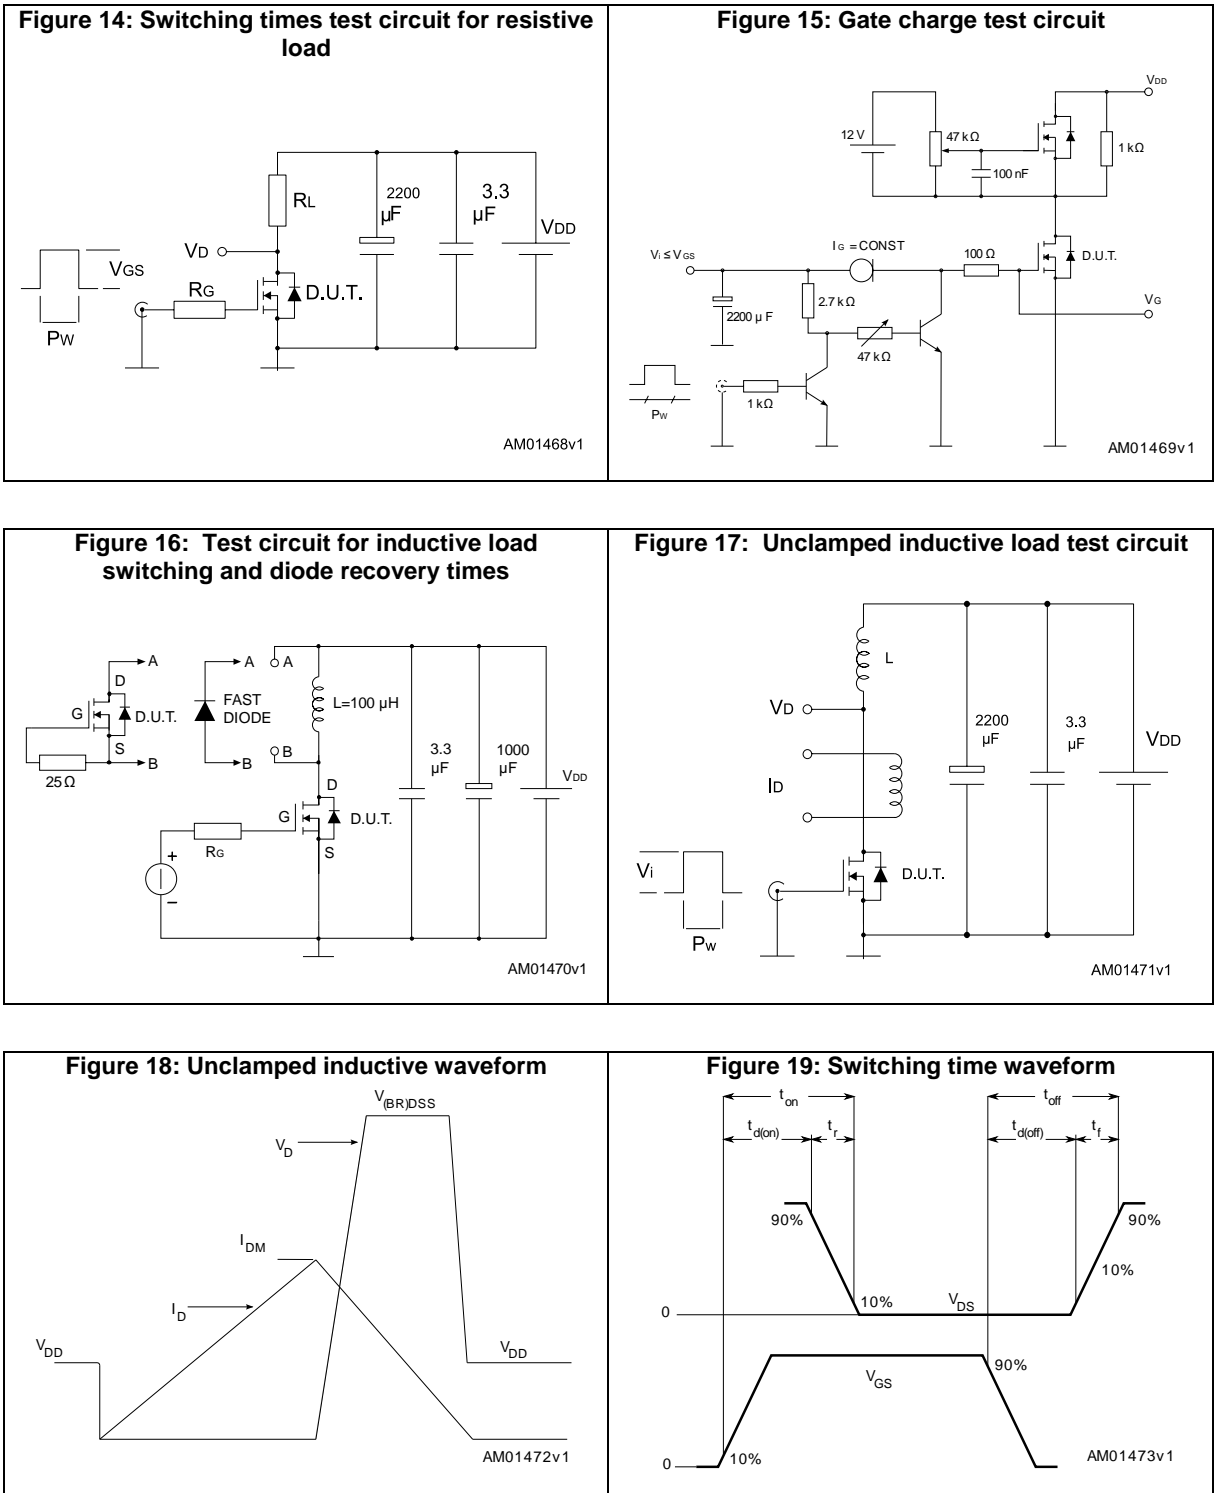 Figure 14: Switching times test circuit for resistive
load
RL
2200
µF
3.3
µF
VDD
VD
VGS
RG
D.U.T.
PW
AM01468v1
Figure 15: Gate charge test circuit
VDD
12 V
47 kΩ
1 kΩ
100 nF
Vi ≤ VGS
IG = CONST
100 Ω
D.U.T.
2.7 kΩ
2200 µF
VG
47 kΩ
1 kΩ
PW
AM01469v1
Figure 16: Test circuit for inductive load
switching and diode recovery times
A
A
A
D
G
D.U.T.
FAST
DIODE
L=100 µH
S
B
B
B
25 Ω
3.3
µF
1000
µF
VDD
D
G
D.U.T.
RG
S
+
–
AM01470v1
Figure 17: Unclamped inductive load test circuit
L
VD
2200
µF
3.3
µF
VDD
ID
Vi
D.U.T.
PW
AM01471v1
Figure 18: Unclamped inductive waveform
V(BR)DSS
VD
IDM
ID
VDD
VDD
AM01472v1
Figure 19: Switching time waveform
ton
toff
td(on)
tr
td(off)
tf
90%
90%
10%
0
10%
VDS
90%
VGS
0
10%
AM01473v1